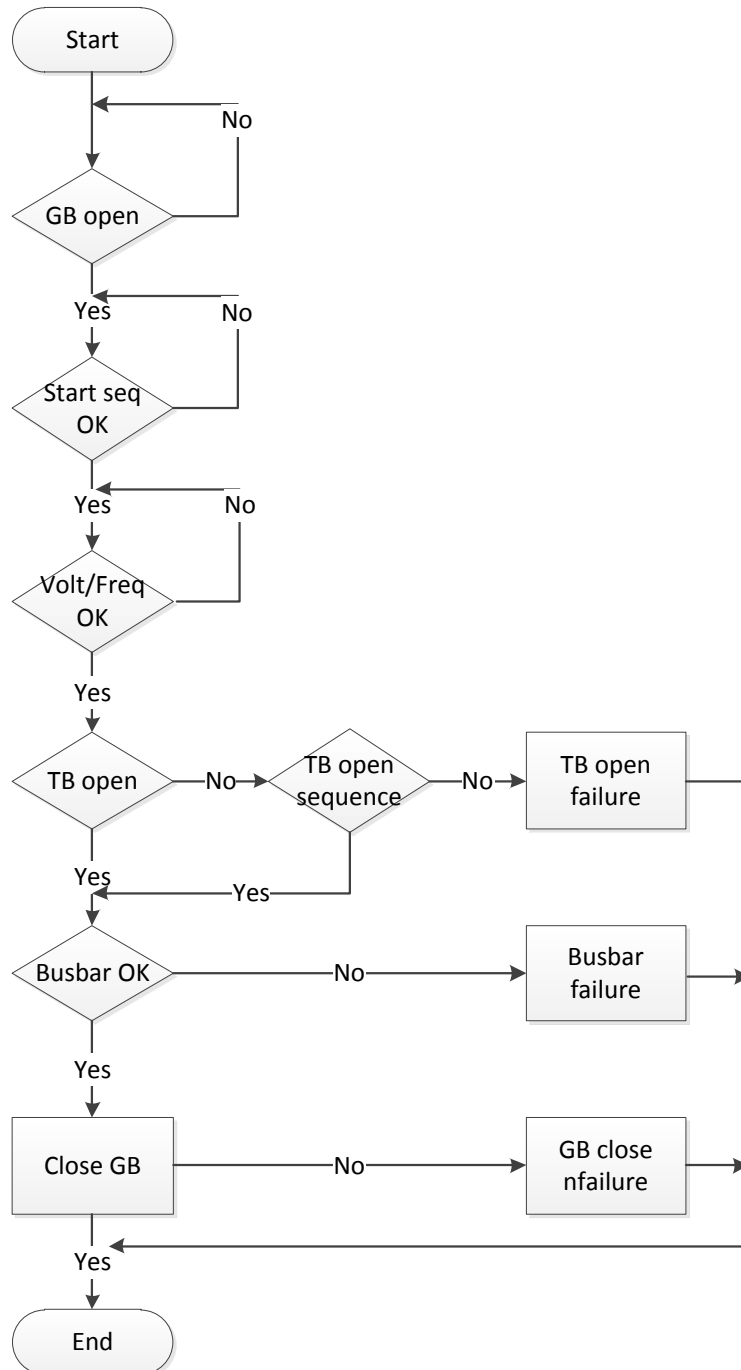 Start
No
GB open
Yes
No
Start seq
OK
Yes
No
Volt/Freq
OK
Yes
TB open
No
TB open
sequence
No
TB open
failure
Yes
Yes
Busbar OK
No
Busbar
failure
Yes
Close GB
No
GB close
nfailure
Yes
End